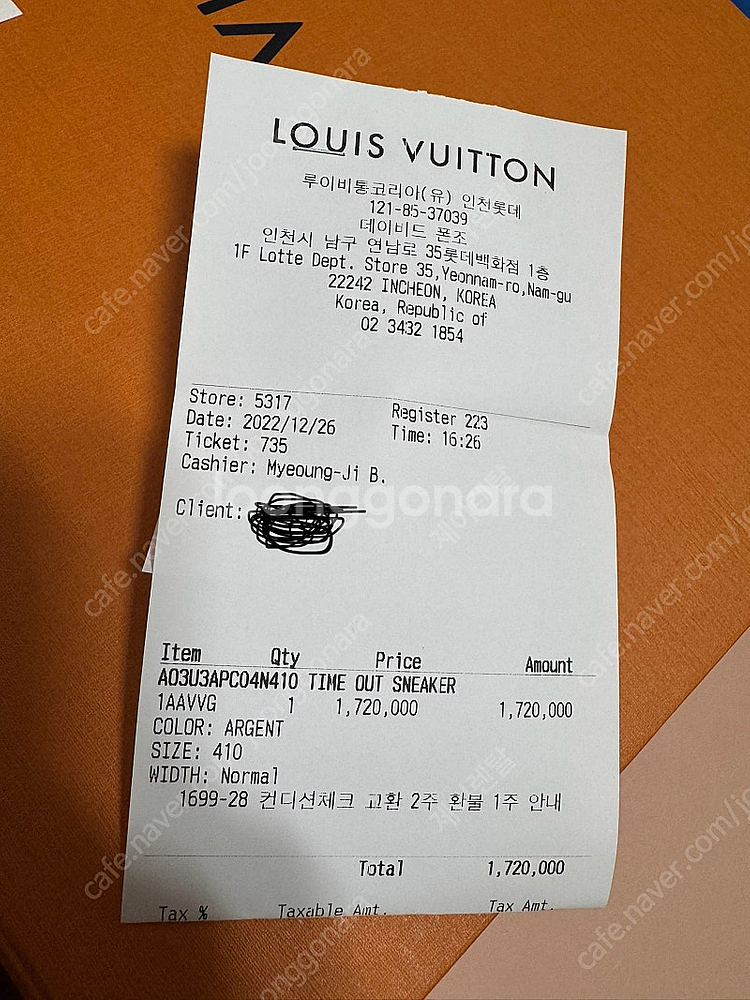 LOUIS VUITTON
루이비통코리아(유) 인천롯데
121-85-37039
데이비드 폰조
인천시 남구 연남로 35롯데백화점 1층
1F Lotte Dept. Store 35,Yeonnam-ro,Nam-gu
22242 INCHEON, KOREA
Korea, Republic of
02 3432 1854
Store: 5317 Register 223
Date: 2022/12/26 Time: 16:26
Ticket: 735
Cashier: Myeoung-Ji B.
Client:
joonggonara
Item Qty Price Amount
A03U3APC04N410 TIME OUT SNEAKER
1AAVVG 1 1,720,000 1,720,000
COLOR: ARGENT
SIZE: 410
WIDTH: Normal
1699-28 컨디션체크 교환 2주 환불 1주 안내
Total 1,720,000
Tax % Taxable Amt. Tax Amt.
cafe.naver.com/joonggonara